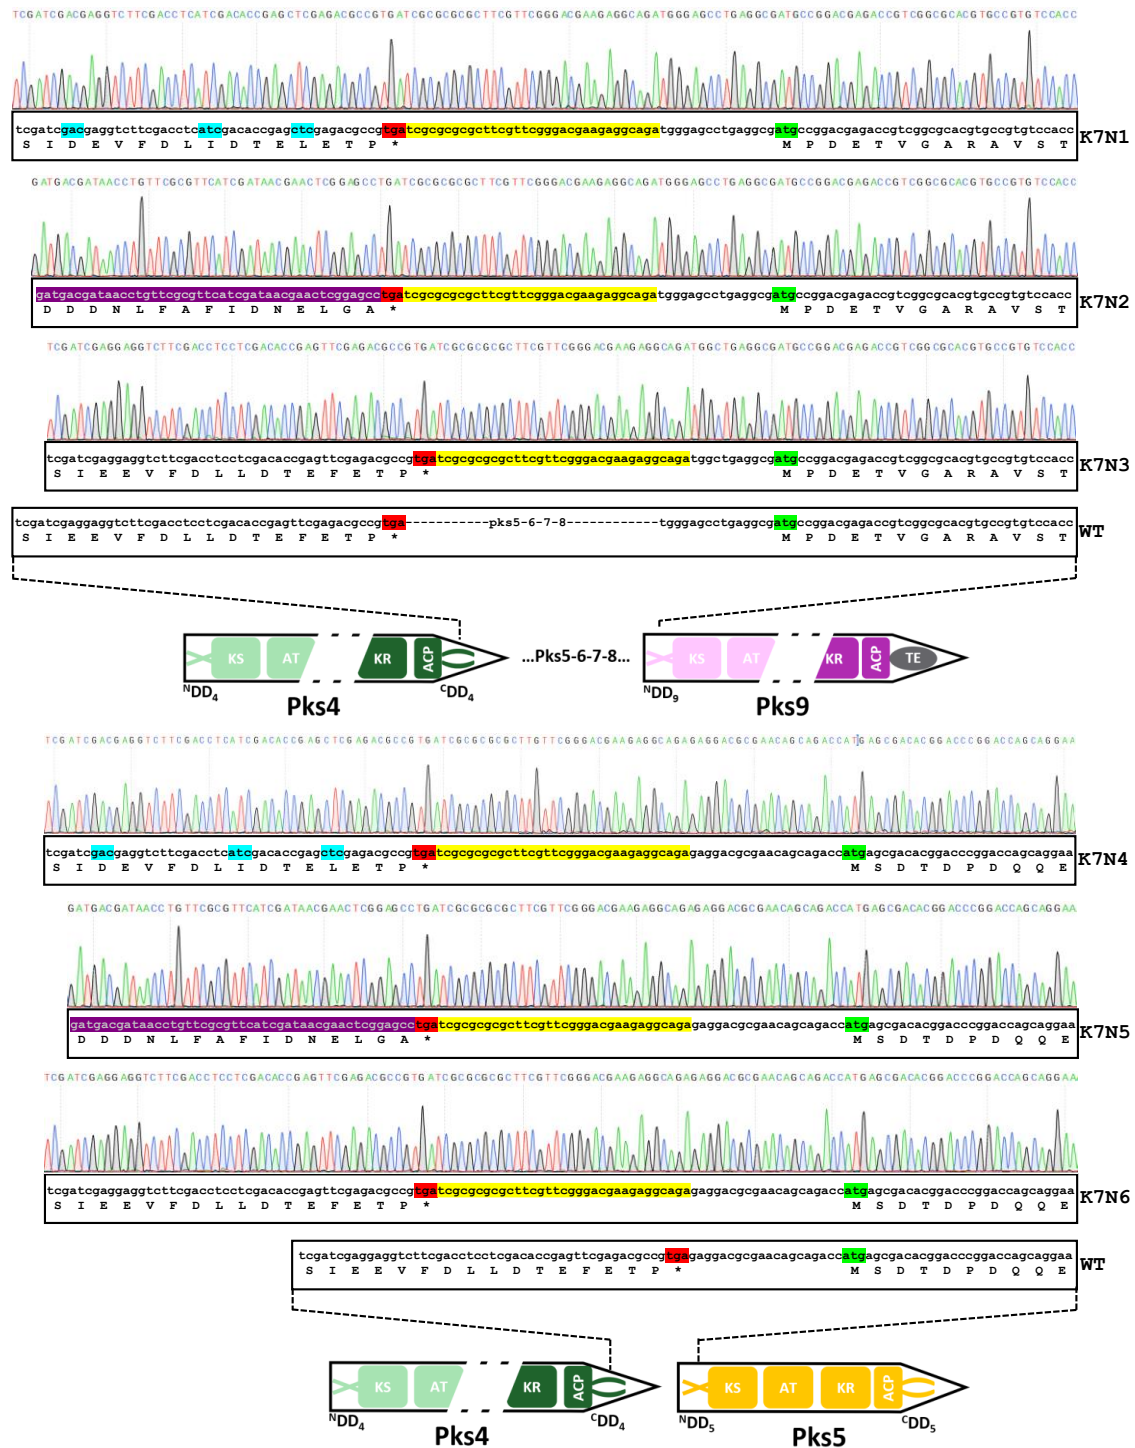 TCGATCGACGAGGTCTTCGACCTCATCGACACCGAGCTCGAGACGCCGTGATCGCGCGCGCTTCGTTCGGGACGAAGAGGCAGATGGGAGCCTGAGGCGATGCCGGACGAGACCGTCGGCGCACGTGCCGTGTCCACC
tcgatcgacgaggtcttcgacctcatcgacaccgagctcgagacgccgtgatcgcgcgcgcttcgttcgggacgaagaggcagatgggagcctgaggcgatgccggacgagaccgtcggcgcacgtgccgtgtccacc
S I D E V F D L I D T E L E T P * M P D E T V G A R A V S T
K7N1
GATGACGATAACCTGTTCGCGTTCATCGATAACGAACTCGGAGCCTGATCGCGCGCGCTTCGTTCGGGACGAAGAGGCAGATGGGAGCCTGAGGCGATGCCGGACGAGACCGTCGGCGCACGTGCCGTGTCCACC
gatgacgataacctgttcgcgttcatcgataacgaactcggagcctgatcgcgcgcgcttcgttcgggacgaagaggcagatgggagcctgaggcgatgccggacgagaccgtcggcgcacgtgccgtgtccacc
D D D N L F A F I D N E L G A * M P D E T V G A R A V S T
K7N2
TCGATCGAGGAGGTCTTCGACCTCCTCGACACCGAGTTCGAGACGCCGTGATCGCGCGCGCTTCGTTCGGGACGAAGAGGCAGATGGCTGAGGCGATGCCGGACGAGACCGTCGGCGCACGTGCCGTGTCCACC
tcgatcgaggaggtcttcgacctcctcgacaccgagttcgagacgccgtgatcgcgcgcgcttcgttcgggacgaagaggcagatggctgaggcgatgccggacgagaccgtcggcgcacgtgccgtgtccacc
S I E E V F D L L D T E F E T P * M P D E T V G A R A V S T
K7N3
tcgatcgaggaggtcttcgacctcctcgacaccgagttcgagacgccgtga-----------pks5-6-7-8------------tgggagcctgaggcgatgccggacgagaccgtcggcgcacgtgccgtgtccacc
S I E E V F D L L D T E F E T P * M P D E T V G A R A V S T
WT
KS AT KR ACP ...Pks5-6-7-8... KS AT KR ACP TE
NDD4 CDD4 NDD9
Pks4 Pks9
TCGATCGACGAGGTCTTCGACCTCATCGACACCGAGCTCGAGACGCCGTGATCGCGCGCGCTTGTTCGGGACGAAGAGGCAGAGAGGACGCGAACAGCAGACCATGAGCGACACGGACCCGGACCAGCAGGAA
tcgatcgacgaggtcttcgacctcatcgacaccgagctcgagacgccgtgatcgcgcgcgcttcgttcgggacgaagaggcagagaggacgcgaacagcagaccatgagcgacacggacccggaccagcaggaa
S I D E V F D L I D T E L E T P * M S D T D P D Q Q E
K7N4
GATGACGATAACCTGTTCGCGTTCATCGATAACGAACTCGGAGCCTGATCGCGCGCGCTTCGTTCGGGACGAAGAGGCAGAGAGGACGCGAACAGCAGACCATGAGCGACACGGACCCGGACCAGCAGGAA
gatgacgataacctgttcgcgttcatcgataacgaactcggagcctgatcgcgcgcgcttcgttcgggacgaagaggcagagaggacgcgaacagcagaccatgagcgacacggacccggaccagcaggaa
D D D N L F A F I D N E L G A * M S D T D P D Q Q E
K7N5
TCGATCGAGGAGGTCTTCGACCTCCTCGACACCGAGTTCGAGACGCCGTGATCGCGCGCGCTTCGTTCGGGACGAAGAGGCAGAGAGGACGCGAACAGCAGACCATGAGCGACACGGACCCGGACCAGCAGGAA
tcgatcgaggaggtcttcgacctcctcgacaccgagttcgagacgccgtgatcgcgcgcgcttcgttcgggacgaagaggcagagaggacgcgaacagcagaccatgagcgacacggacccggaccagcaggaa
S I E E V F D L L D T E F E T P * M S D T D P D Q Q E
K7N6
tcgatcgaggaggtcttcgacctcctcgacaccgagttcgagacgccgtgagaggacgcgaacagcagaccatgagcgacacggacccggaccagcaggaa
S I E E V F D L L D T E F E T P * M S D T D P D Q Q E
WT
KS AT KR ACP KS AT KR ACP
NDD4 CDD4 NDD5 CDD5
Pks4 Pks5